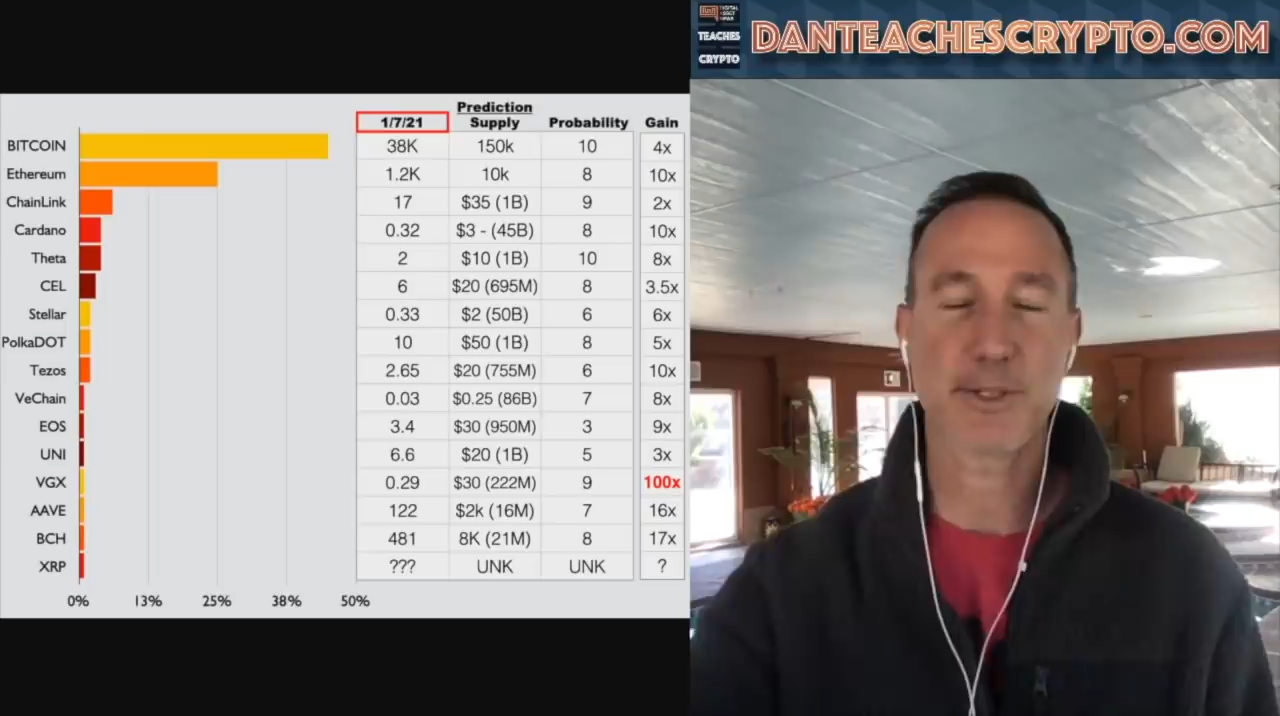 DIGITAL
ASSET
NEWS
TEACHES
CRYPTO
DANTEACHESCRYPTO.COM
1/7/21 Prediction Supply Probability Gain
BITCOIN 38K 150k 10 4x
Ethereum 1.2K 10k 8 10x
ChainLink 17 $35 (1B) 9 2x
Cardano 0.32 $3 - (45B) 8 10x
Theta 2 $10 (1B) 10 8x
CEL 6 $20 (695M) 8 3.5x
Stellar 0.33 $2 (50B) 6 6x
PolkaDOT 10 $50 (1B) 8 5x
Tezos 2.65 $20 (755M) 6 10x
VeChain 0.03 $0.25 (86B) 7 8x
EOS 3.4 $30 (950M) 3 9x
UNI 6.6 $20 (1B) 5 3x
VGX 0.29 $30 (222M) 9 100x
AAVE 122 $2k (16M) 7 16x
BCH 481 8K (21M) 8 17x
XRP ??? UNK UNK ?
0% 13% 25% 38% 50%